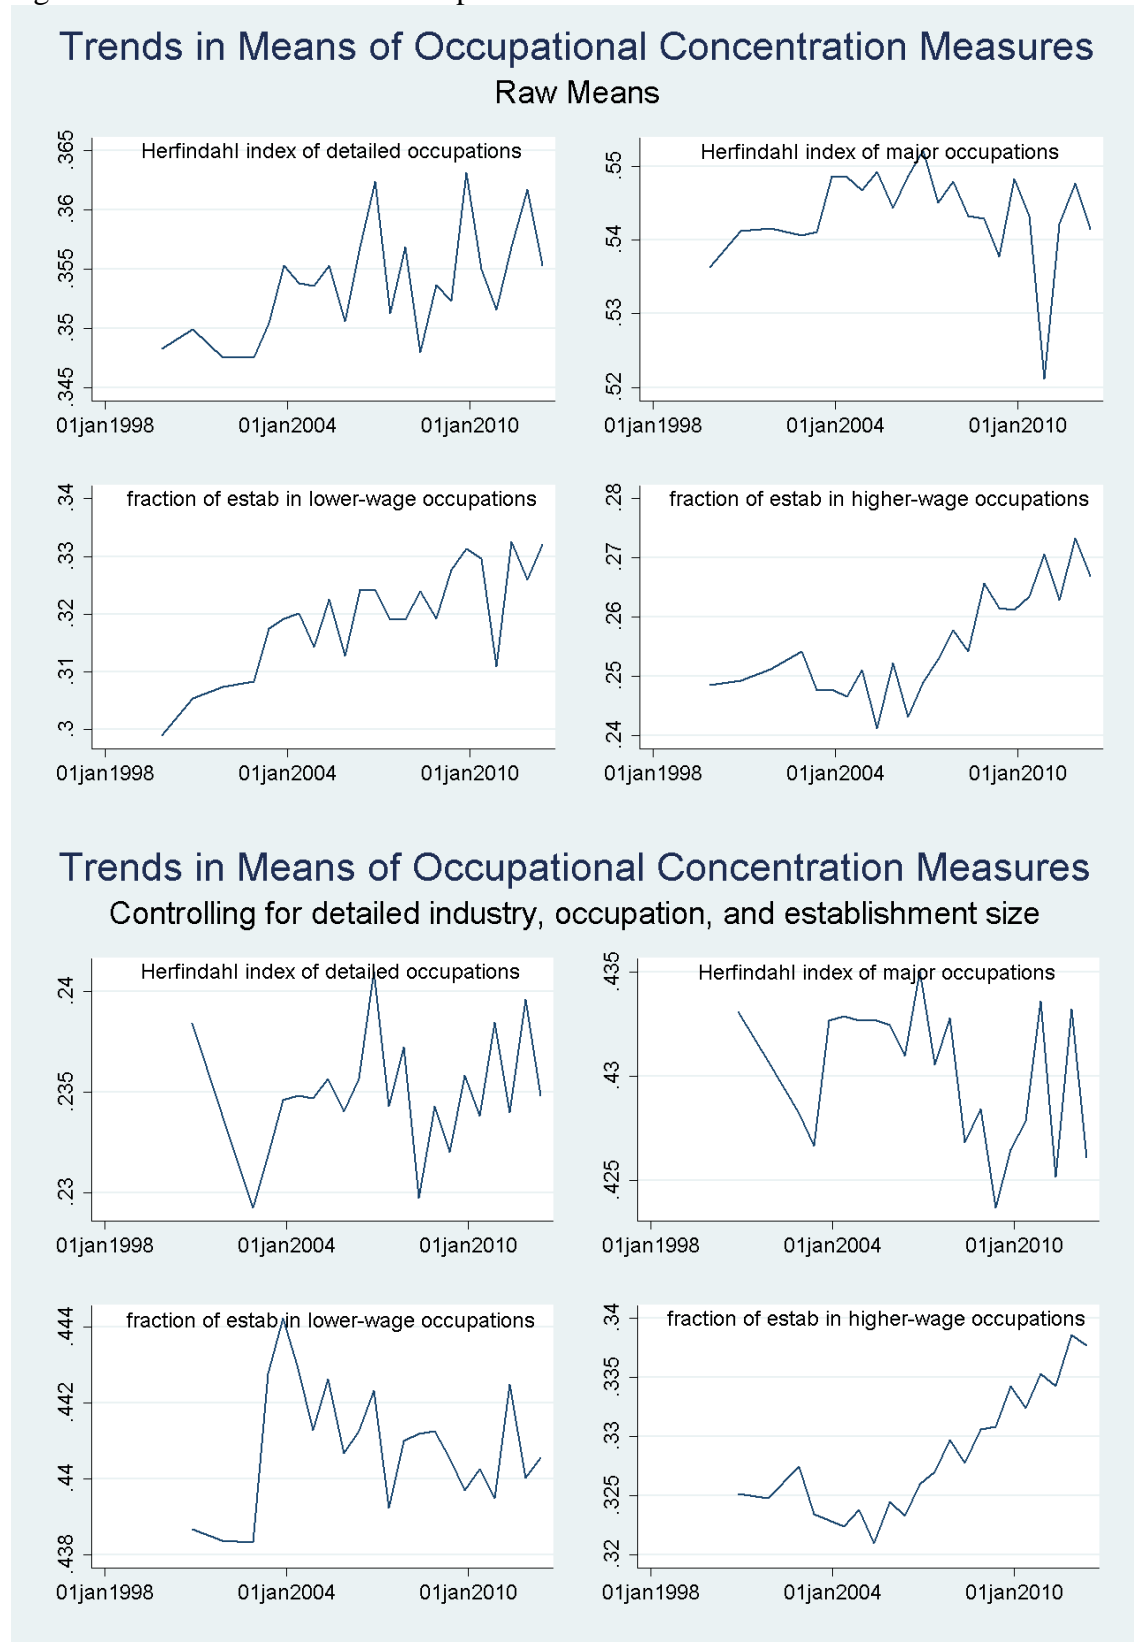 Trends in Means of Occupational Concentration Measures
Raw Means
Herfindahl index of detailed occupations
.365
.36
.355
.35
.345
01jan1998 01jan2004 01jan2010
Herfindahl index of major occupations
.55
.54
.53
.52
01jan1998 01jan2004 01jan2010
fraction of estab in lower-wage occupations
.34
.33
.32
.31
.3
01jan1998 01jan2004 01jan2010
fraction of estab in higher-wage occupations
.28
.27
.26
.25
.24
01jan1998 01jan2004 01jan2010
Trends in Means of Occupational Concentration Measures
Controlling for detailed industry, occupation, and establishment size
Herfindahl index of detailed occupations
.24
.235
.23
01jan1998 01jan2004 01jan2010
Herfindahl index of major occupations
.435
.43
.425
01jan1998 01jan2004 01jan2010
fraction of estab in lower-wage occupations
.444
.442
.44
.438
01jan1998 01jan2004 01jan2010
fraction of estab in higher-wage occupations
.34
.335
.33
.325
.32
01jan1998 01jan2004 01jan2010